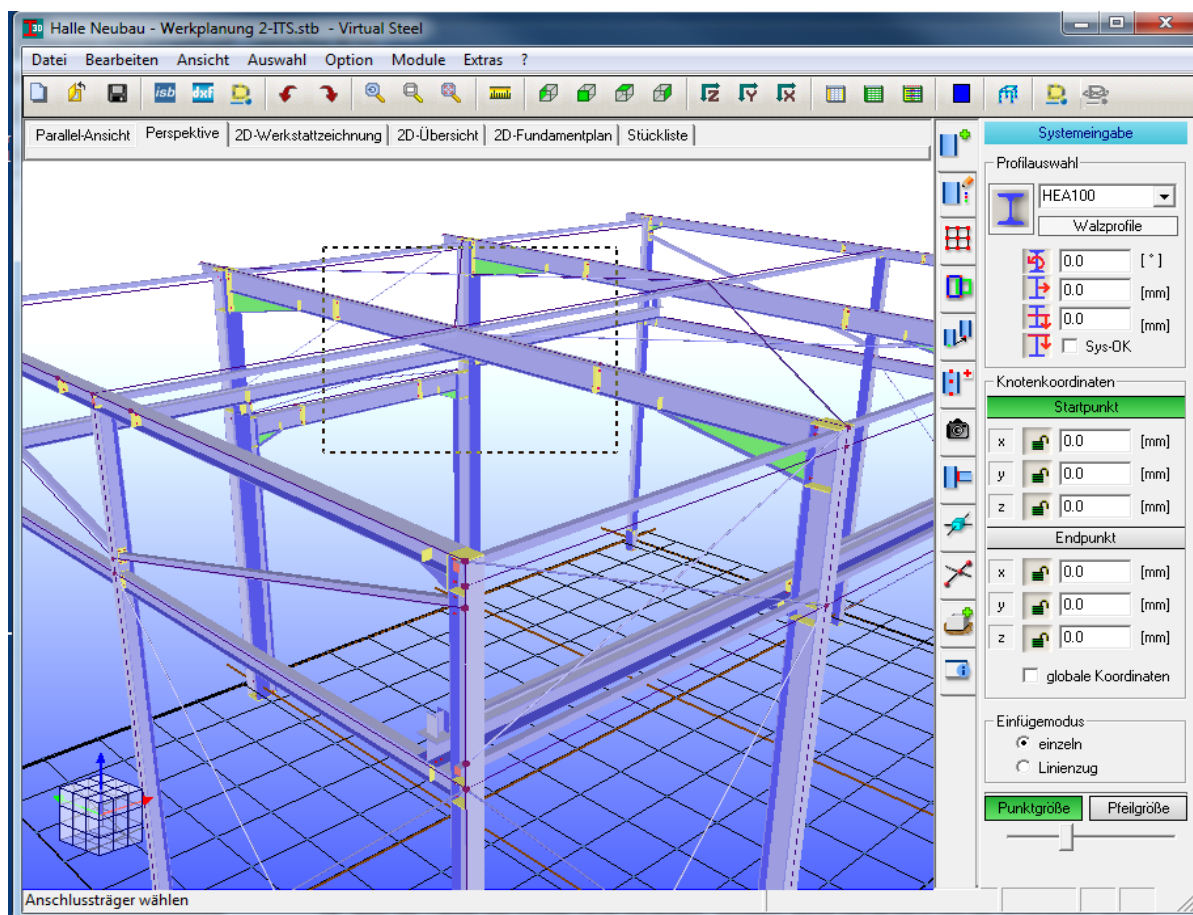 Halle Neubau - Werkplanung 2-ITS.stb - Virtual Steel
Datei Bearbeiten Ansicht Auswahl Option Module Extras ?
isb dxf Z Y X
Parallel-Ansicht Perspektive 2D-Werkstattzeichnung 2D-Übersicht 2D-Fundamentplan Stückliste
Systemeingabe
Profilauswahl
HEA100
Walzprofile
0.0 [°]
0.0 [mm]
0.0 [mm]
Sys-OK
Knotenkoordinaten
Startpunkt
x 0.0 [mm]
y 0.0 [mm]
z 0.0 [mm]
Endpunkt
x 0.0 [mm]
y 0.0 [mm]
z 0.0 [mm]
globale Koordinaten
Einfügemodus
einzeln
Linienzug
Punktgröße Pfeilgröße
Anschlussträger wählen